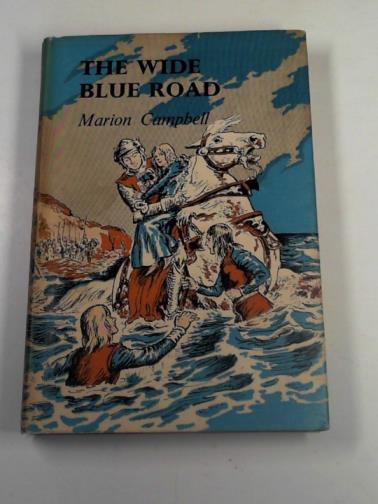 THE WIDE
BLUE ROAD
Marion Campbell